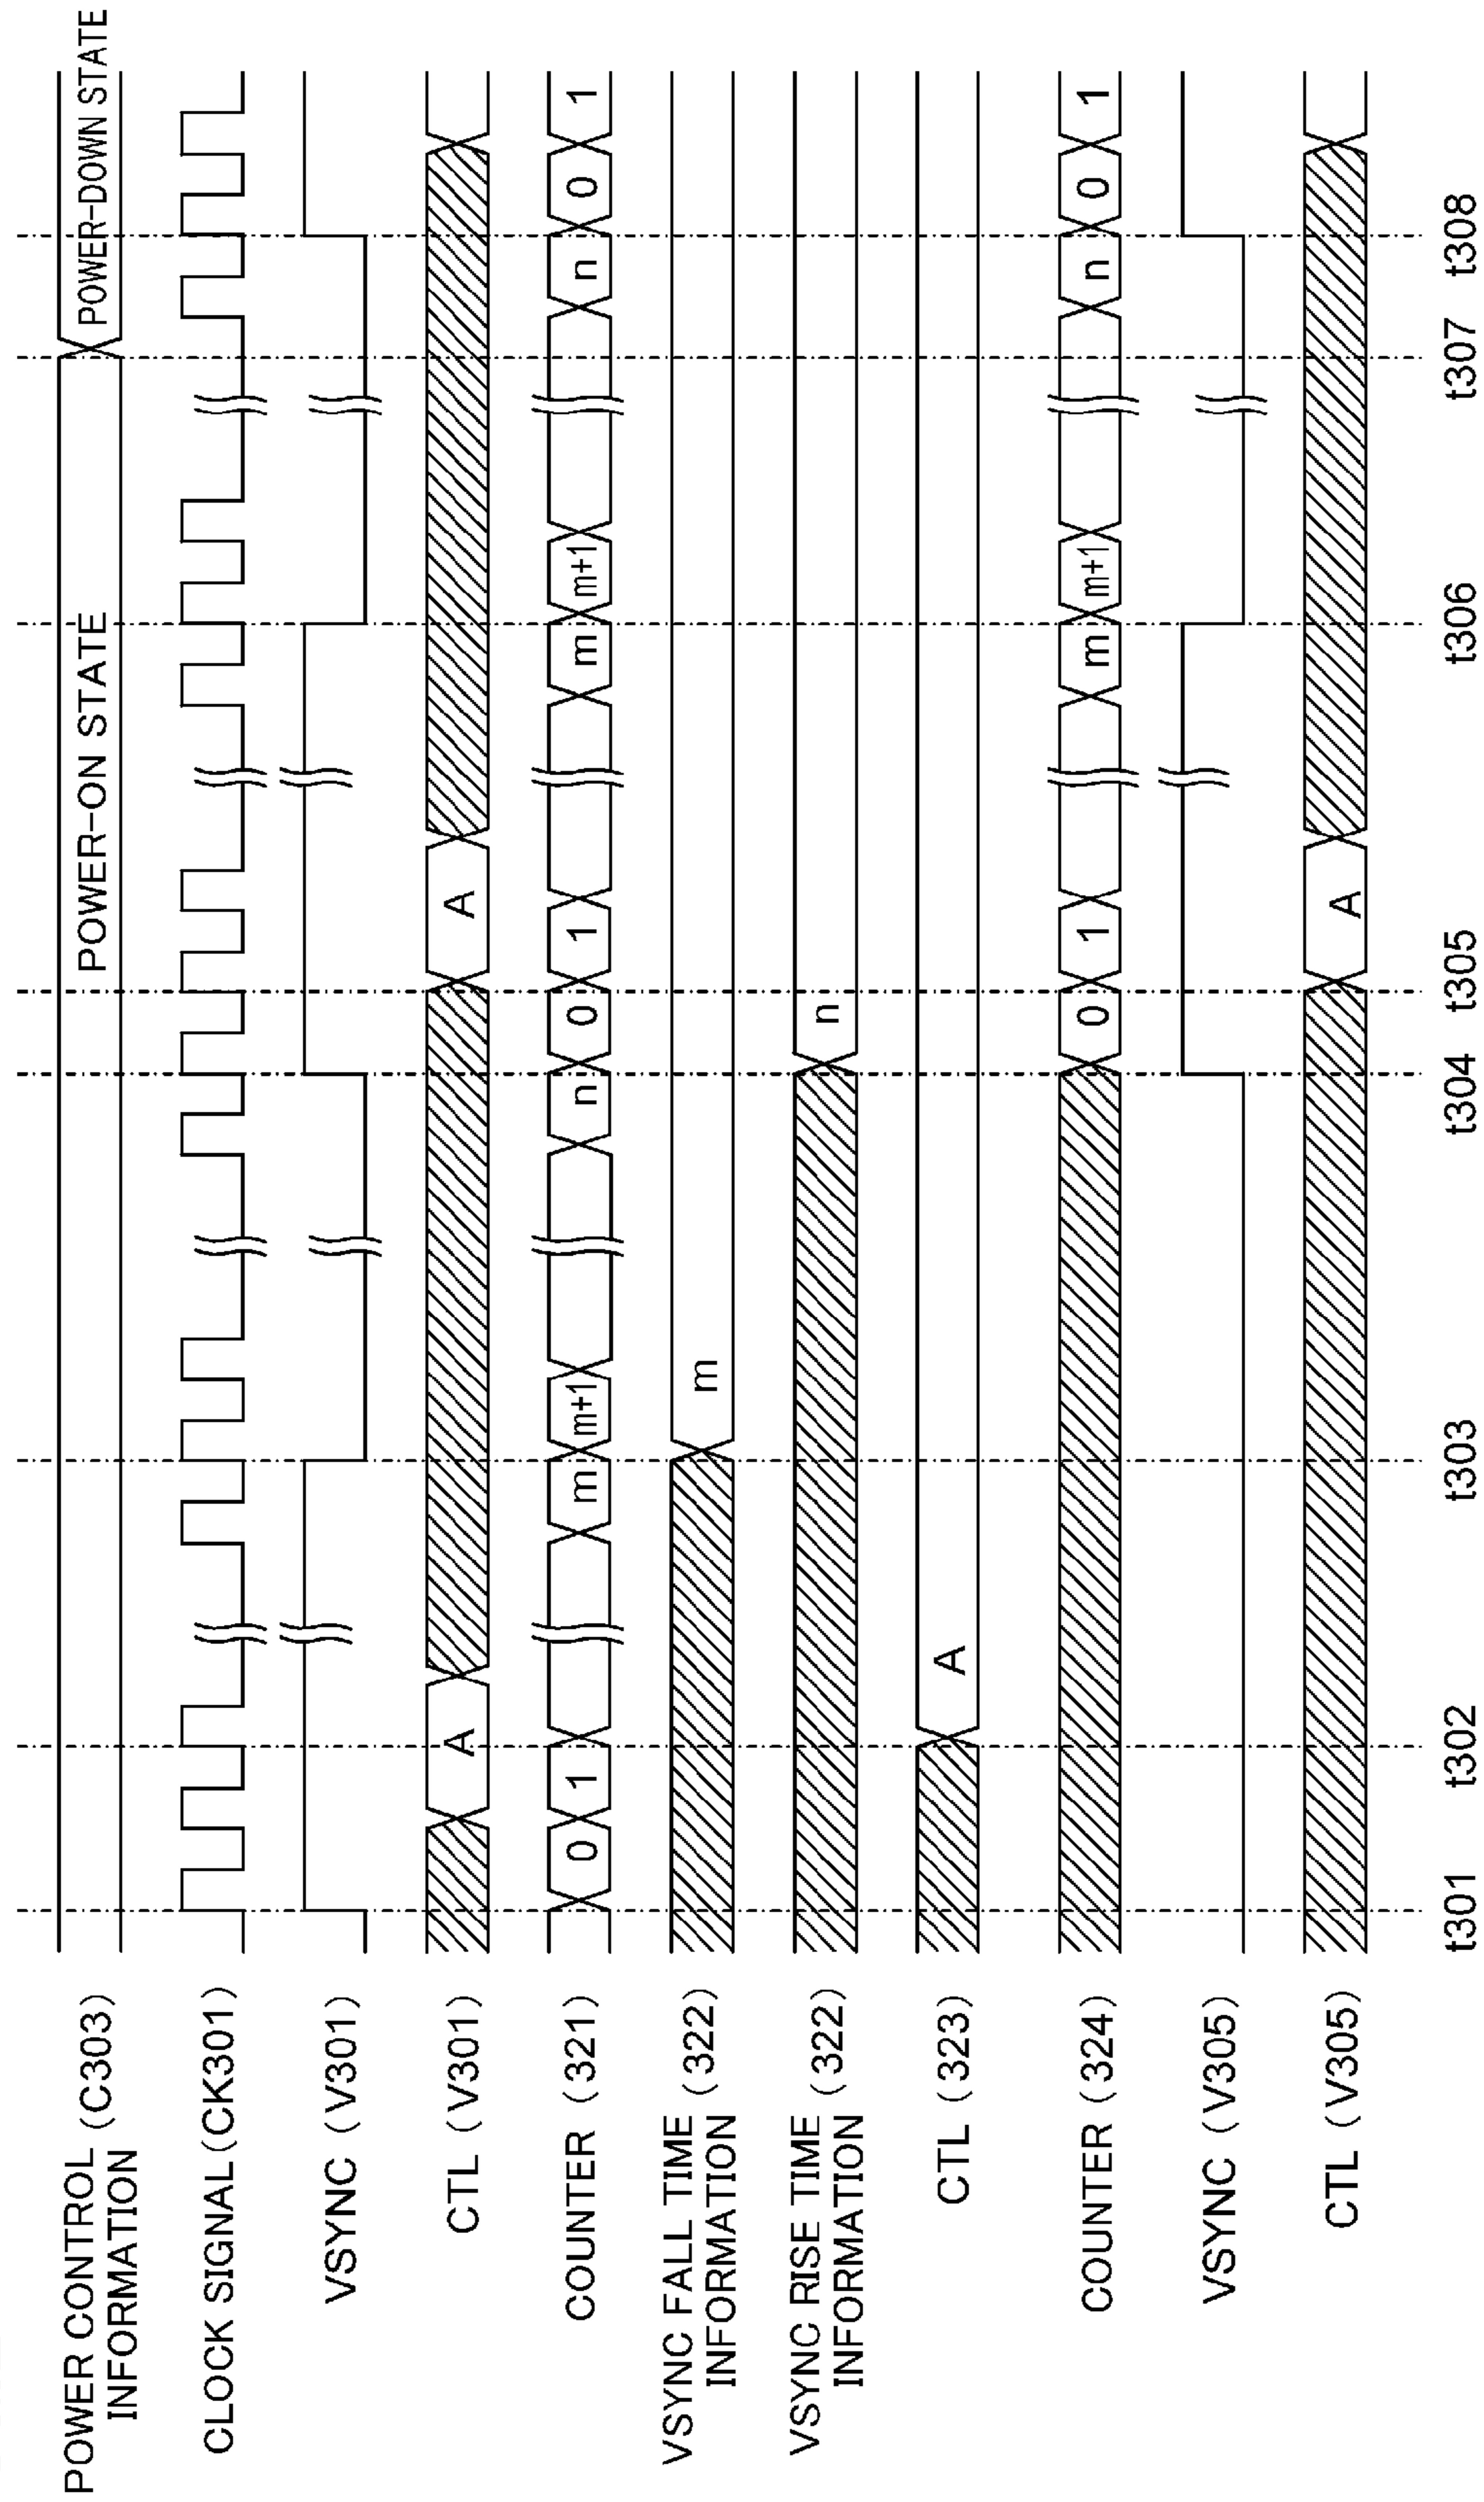 POWER CONTROL (C303)
INFORMATION
POWER-ON STATE
POWER-DOWN STATE
CLOCK SIGNAL(CK301)
VSYNC (V301)
CTL (V301)
A
A
COUNTER (321)
0 1 m m+1 n 0 1 m m+1 n 0 1
VSYNC FALL TIME (322)
INFORMATION
m
VSYNC RISE TIME (322)
INFORMATION
n
CTL (323)
A
COUNTER (324)
0 1 m m+1 n 0 1
VSYNC (V305)
CTL (V305)
A
t301 t302 t303 t304 t305 t306 t307 t308